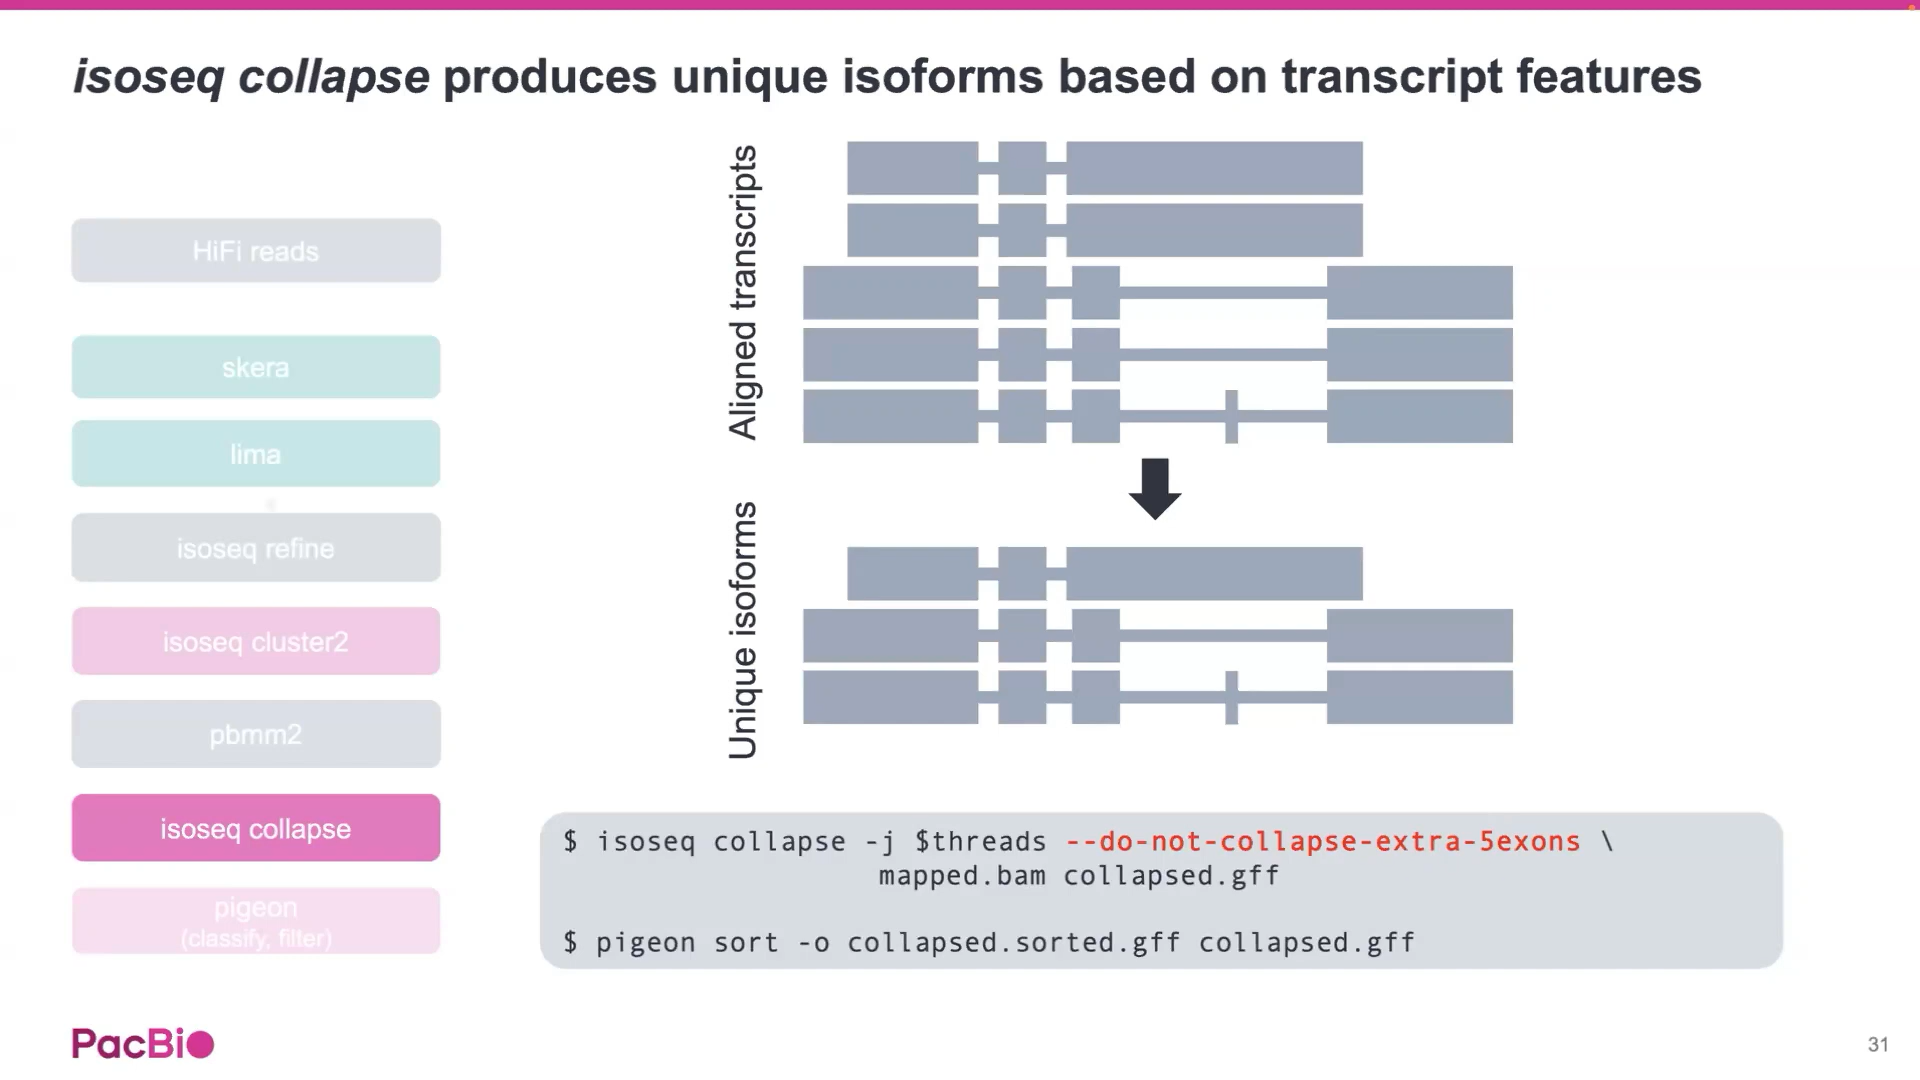 isoseq collapse produces unique isoforms based on transcript features
HiFi reads
skera
lima
isoseq refine
isoseq cluster2
pbmm2
isoseq collapse
pigeon
(classify, filter)
Aligned transcripts
Unique isoforms
$ isoseq collapse -j $threads --do-not-collapse-extra-5exons \
mapped.bam collapsed.gff
$ pigeon sort -o collapsed.sorted.gff collapsed.gff
PacBio
31